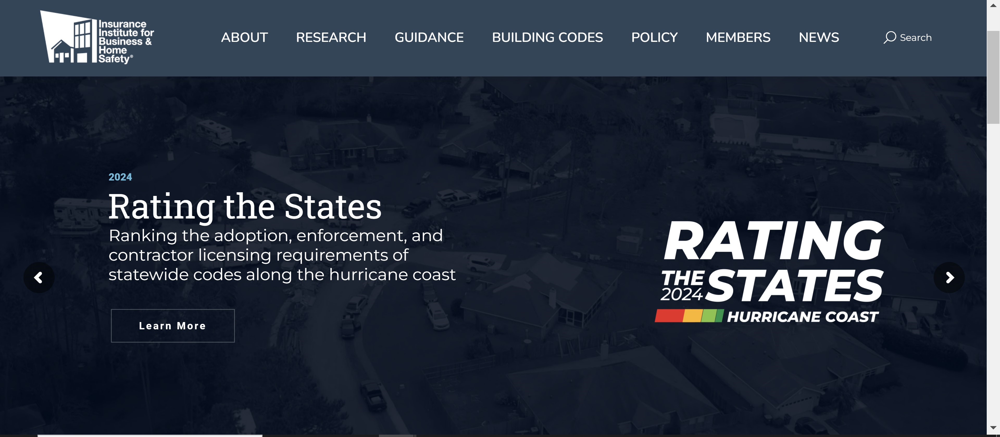 Insurance
Institute for
Business &
Home
Safety®
ABOUT RESEARCH GUIDANCE BUILDING CODES POLICY MEMBERS NEWS Search
2024
Rating the States
Ranking the adoption, enforcement, and
contractor licensing requirements of
statewide codes along the hurricane coast
Learn More
RATING
THE STATES
2024
HURRICANE COAST